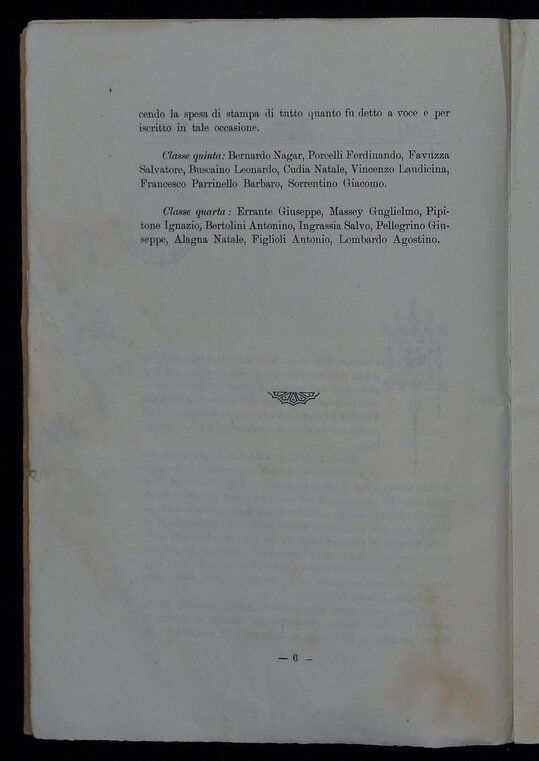 cendo la spesa di stampa di tutto quanto fu detto a voce e per
iscritto in tale occasione.
Classe quinta: Bernardo Nagar, Porcelli Ferdinando, Favuzza
Salvatore, Buscaino Leonardo, Cudia Natale, Vincenzo Laudicina,
Francesco Parrinello Barbaro, Sorrentino Giacomo.
Classe quarta: Errante Giuseppe, Massey Guglielmo, Pipi-
tone Ignazio, Bertolini Antonino, Ingrassia Salvo, Pellegrino Giu-
seppe, Alagna Natale, Figlioli Antonio, Lombardo Agostino.
— 6 —